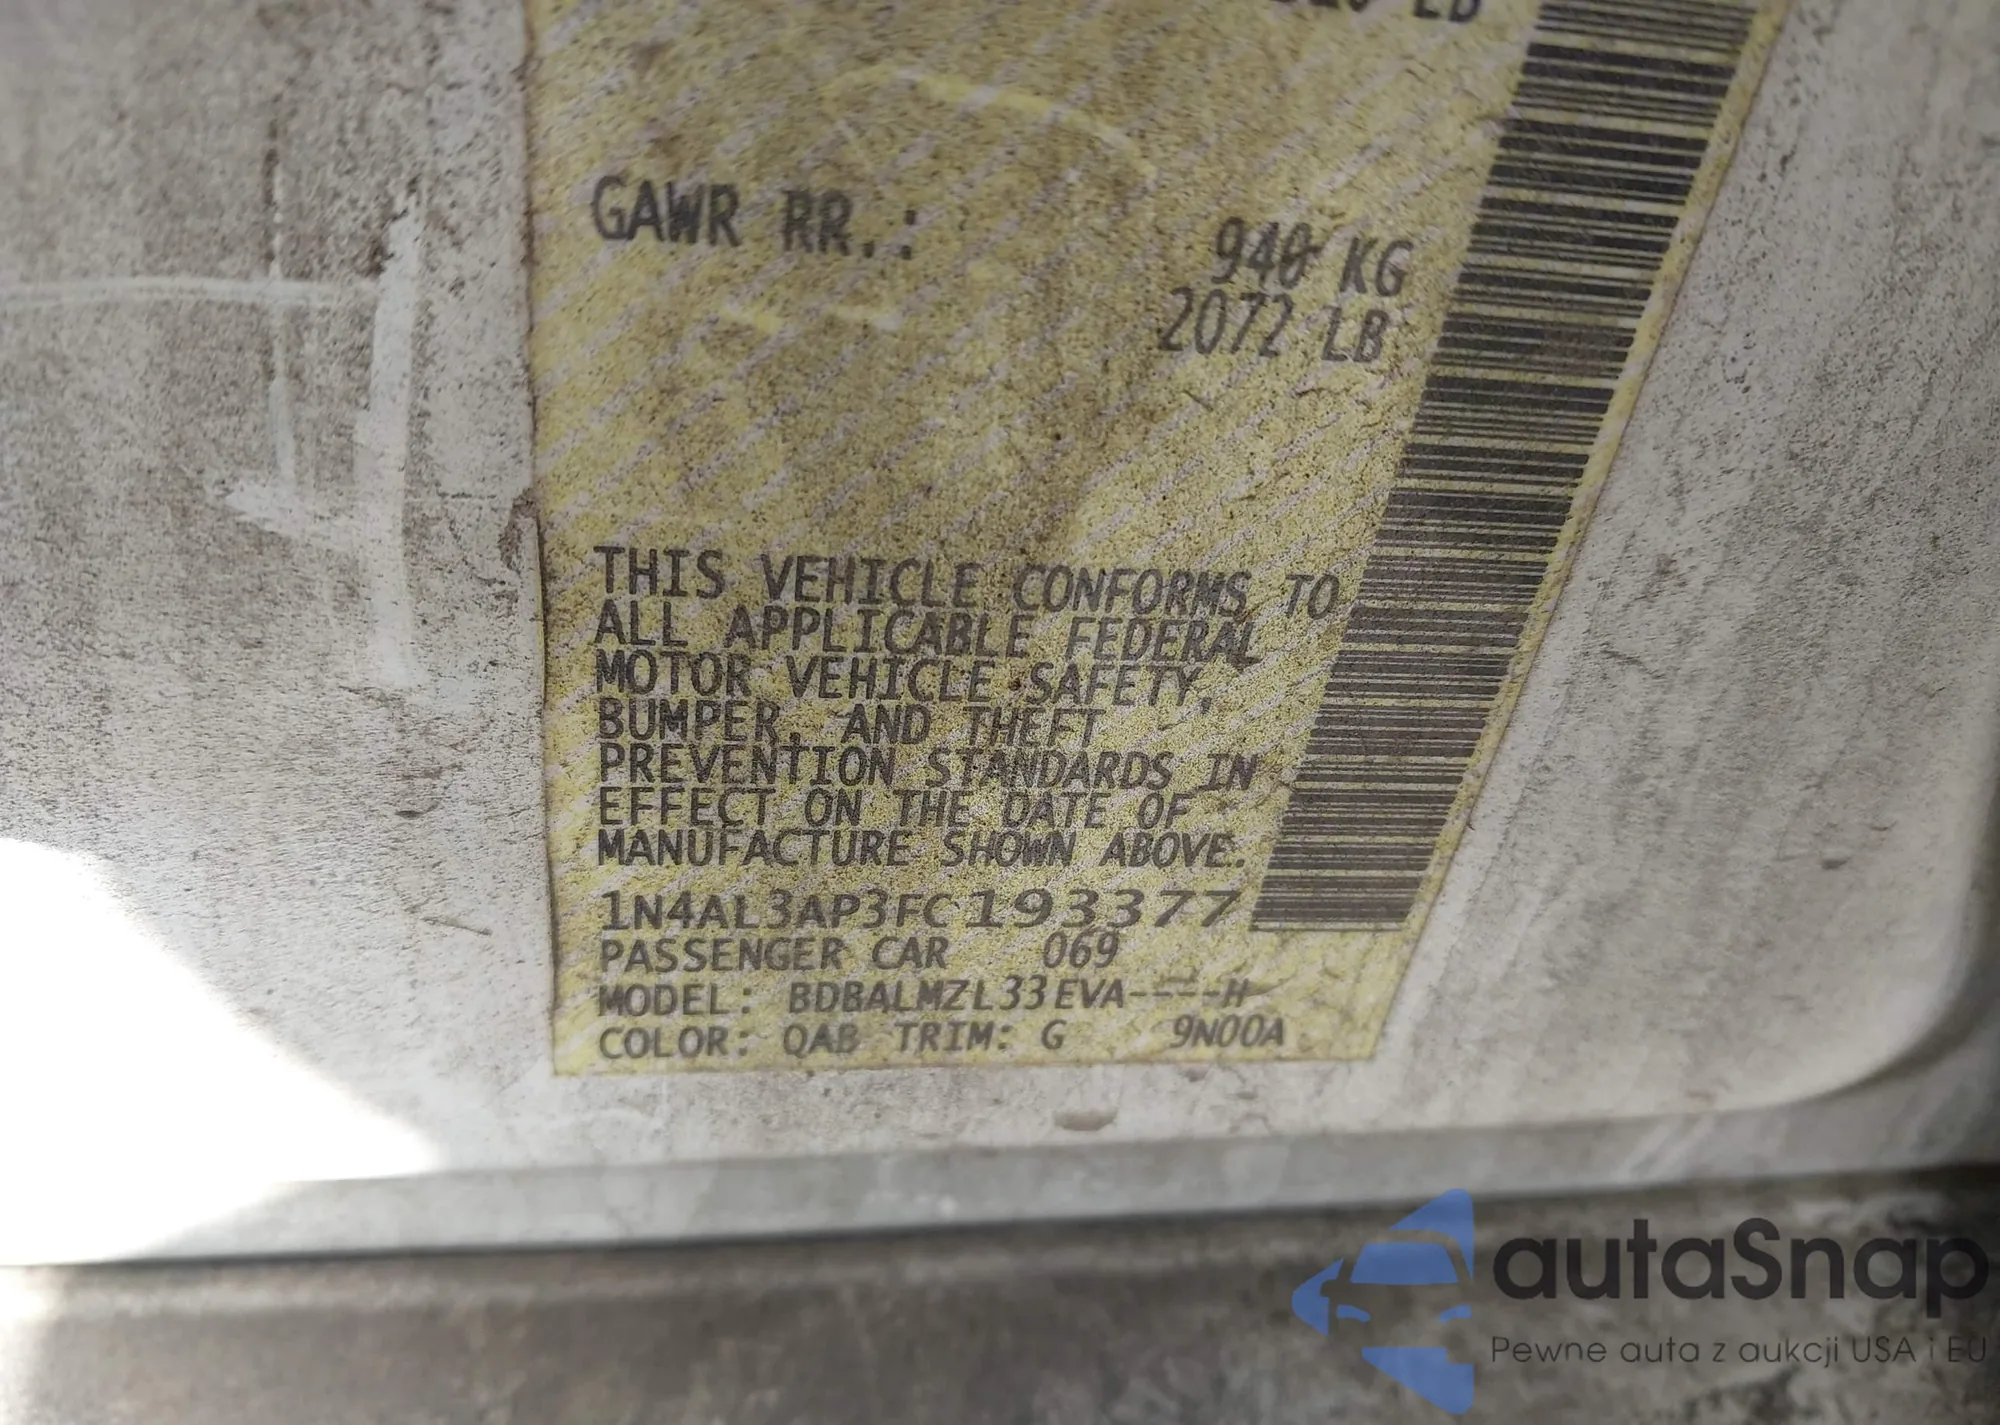 LB
GAWR RR.:
940 KG
2072 LB
THIS VEHICLE CONFORMS TO
ALL APPLICABLE FEDERAL
MOTOR VEHICLE SAFETY,
BUMPER, AND THEFT
PREVENTION STANDARDS IN
EFFECT ON THE DATE OF
MANUFACTURE SHOWN ABOVE.
1N4AL3AP3FC193377
PASSENGER CAR 069
MODEL: BDBALMZL33EVA----H-
COLOR: QAB TRIM: G 9N00A
autaSnap
Pewne auta z aukcji USA i EU